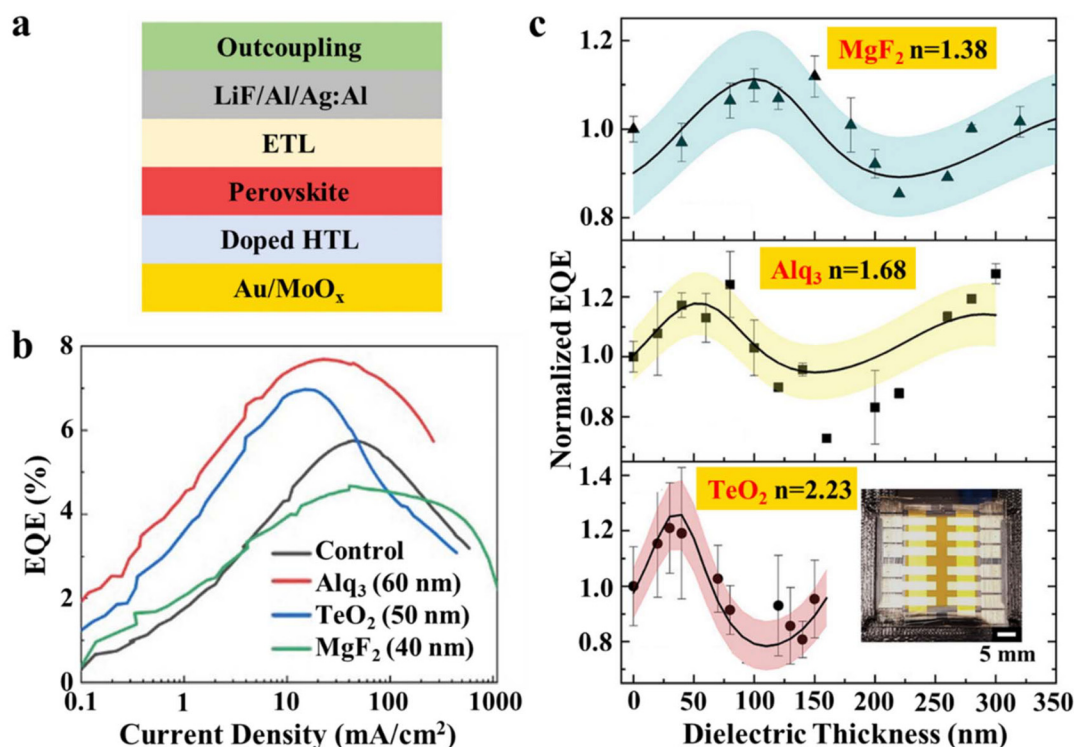 a
Outcoupling
LiF/Al/Ag:Al
ETL
Perovskite
Doped HTL
Au/MoOₓ
b
8
6
4
2
0
EQE (%)
Control
Alq₃ (60 nm)
TeO₂ (50 nm)
MgF₂ (40 nm)
0.1 1 10 100 1000
Current Density (mA/cm²)
c
MgF₂ n=1.38
1.2
1.0
0.8
Alq₃ n=1.68
1.2
1.0
0.8
TeO₂ n=2.23
1.4
1.2
1.0
0.8
Normalized EQE
5 mm
0 50 100 150 200 250 300 350
Dielectric Thickness (nm)